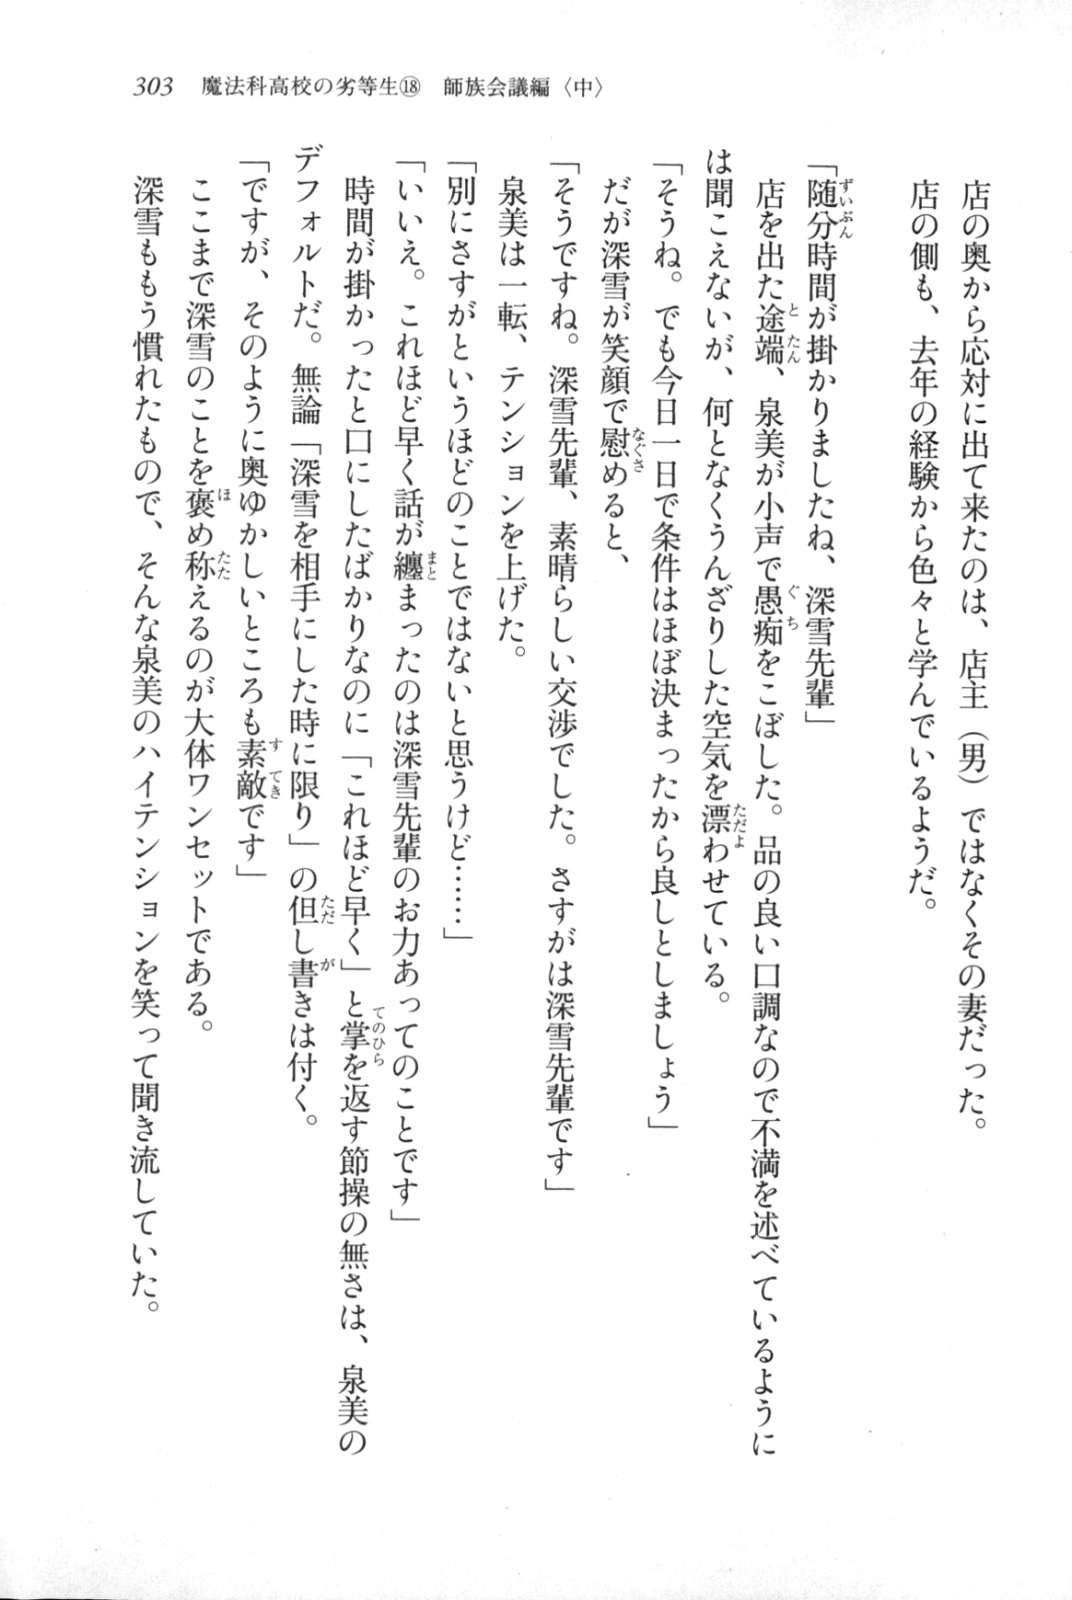 303　魔法科高校の劣等生⑱　師族会議編〈中〉
店の奥から応対に出て来たのは、店主（男）ではなくその妻だった。
店の側も、去年の経験から色々と学んでいるようだ。
「随分時間が掛かりましたね、深雪先輩」
店を出た途端、泉美が小声で愚痴をこぼした。品の良い口調なので不満を述べているように
は聞こえないが、何となくうんざりした空気を漂わせている。
「そうね。でも今日一日で条件はほぼ決まったから良しとしましょう」
だが深雪が笑顔で慰めると、
「そうですね。深雪先輩、素晴らしい交渉でした。さすがは深雪先輩です」
泉美は一転、テンションを上げた。
「別にさすがというほどのことではないと思うけど……」
「いいえ。これほど早く話が纏まったのは深雪先輩のお力あってのことです」
時間が掛かったと口にしたばかりなのに「これほど早く」と掌を返す節操の無さは、泉美の
デフォルトだ。無論「深雪を相手にした時に限り」の但し書きは付く。
「ですが、そのように奥ゆかしいところも素敵です」
ここまで深雪のことを褒め称えるのが大体ワンセットである。
深雪ももう慣れたもので、そんな泉美のハイテンションを笑って聞き流していた。